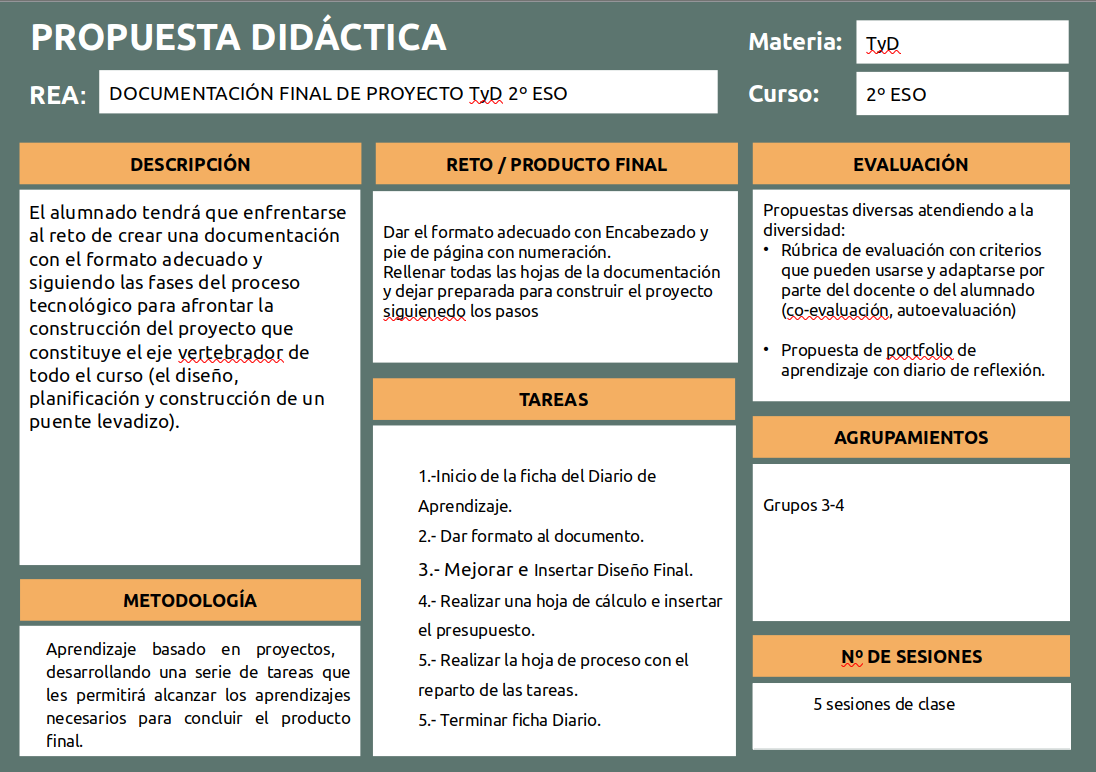 PROPUESTA DIDÁCTICA
Materia:
TyD
REA:
DOCUMENTACIÓN FINAL DE PROYECTO TyD 2º ESO
Curso:
2º ESO
DESCRIPCIÓN
El alumnado tendrá que enfrentarse
al reto de crear una documentación
con el formato adecuado y
siguiendo las fases del proceso
tecnológico para afrontar la
construcción del proyecto que
constituye el eje vertebrador de
todo el curso (el diseño,
planificación y construcción de un
puente levadizo).
METODOLOGÍA
Aprendizaje basado en proyectos,
desarrollando una serie de tareas que
les permitirá alcanzar los aprendizajes
necesarios para concluir el producto
final.
RETO / PRODUCTO FINAL
Dar el formato adecuado con Encabezado y
pie de página con numeración.
Rellenar todas las hojas de la documentación
y dejar preparada para construir el proyecto
siguienedo los pasos
TAREAS
1.-Inicio de la ficha del Diario de
Aprendizaje.
2.- Dar formato al documento.
3.- Mejorar e Insertar Diseño Final.
4.- Realizar una hoja de cálculo e insertar
el presupuesto.
5.- Realizar la hoja de proceso con el
reparto de las tareas.
5.- Terminar ficha Diario.
EVALUACIÓN
Propuestas diversas atendiendo a la
diversidad:
• Rúbrica de evaluación con criterios
que pueden usarse y adaptarse por
parte del docente o del alumnado
(co-evaluación, autoevaluación)
• Propuesta de portfolio de
aprendizaje con diario de reflexión.
AGRUPAMIENTOS
Grupos 3-4
Nº DE SESIONES
5 sesiones de clase